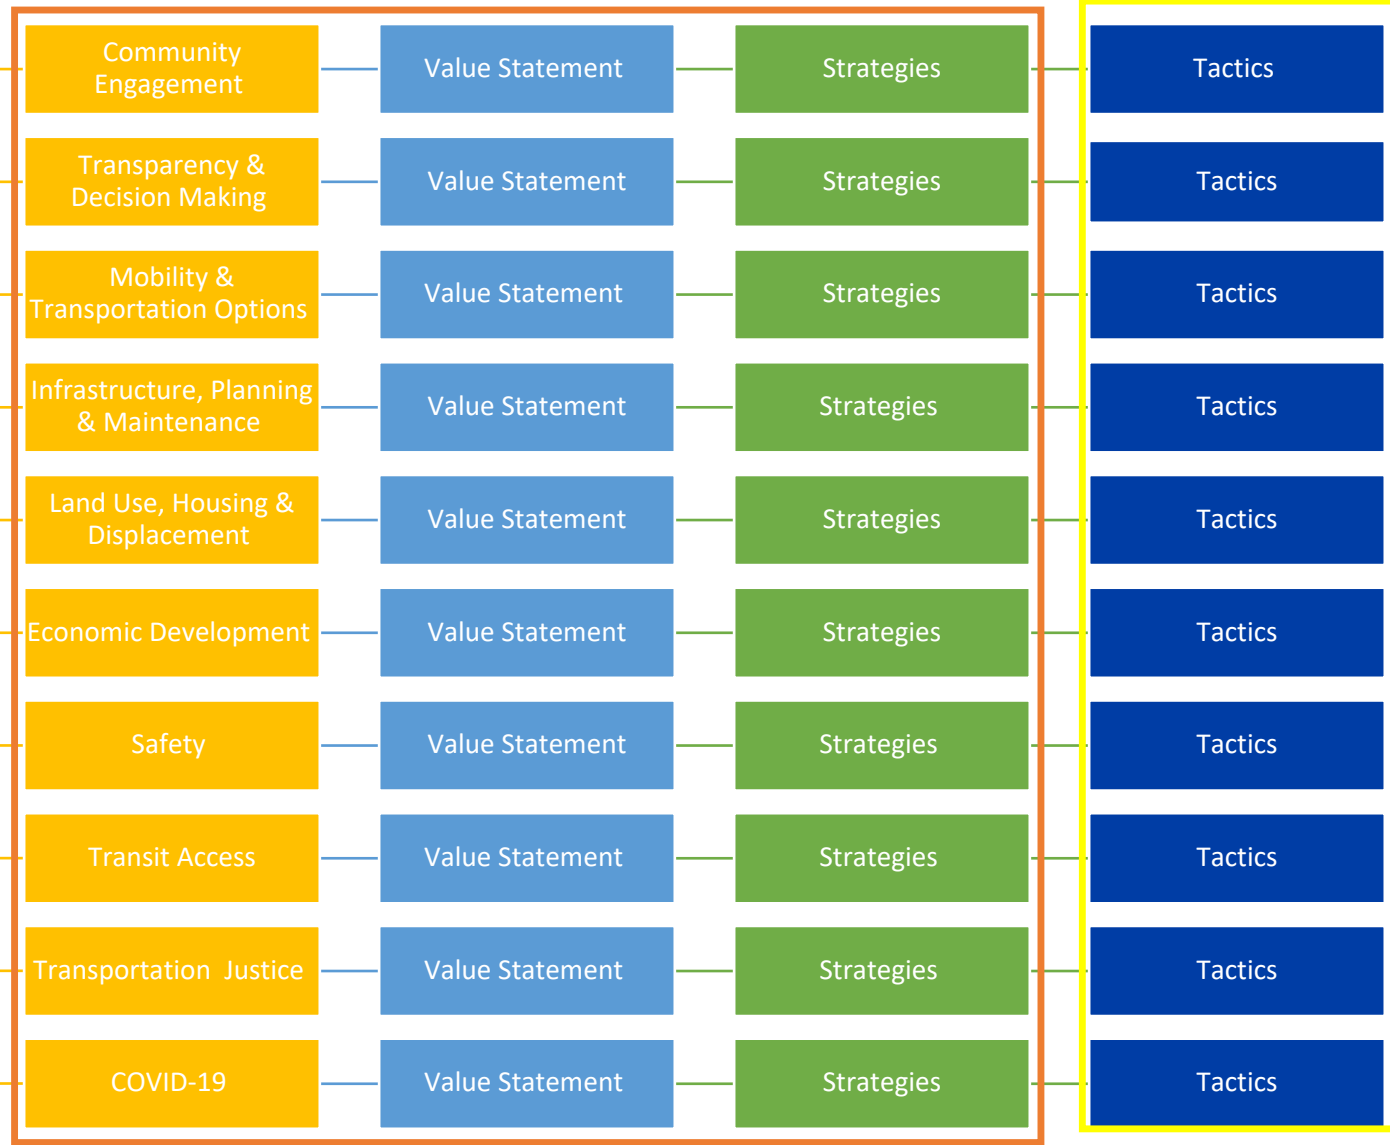 Community
Engagement
Value Statement
Strategies
Tactics
Transparency &
Decision Making
Value Statement
Strategies
Tactics
Mobility &
Transportation Options
Value Statement
Strategies
Tactics
Infrastructure, Planning
& Maintenance
Value Statement
Strategies
Tactics
Land Use, Housing &
Displacement
Value Statement
Strategies
Tactics
Economic Development
Value Statement
Strategies
Tactics
Safety
Value Statement
Strategies
Tactics
Transit Access
Value Statement
Strategies
Tactics
Transportation  Justice
Value Statement
Strategies
Tactics
COVID-19
Value Statement
Strategies
Tactics